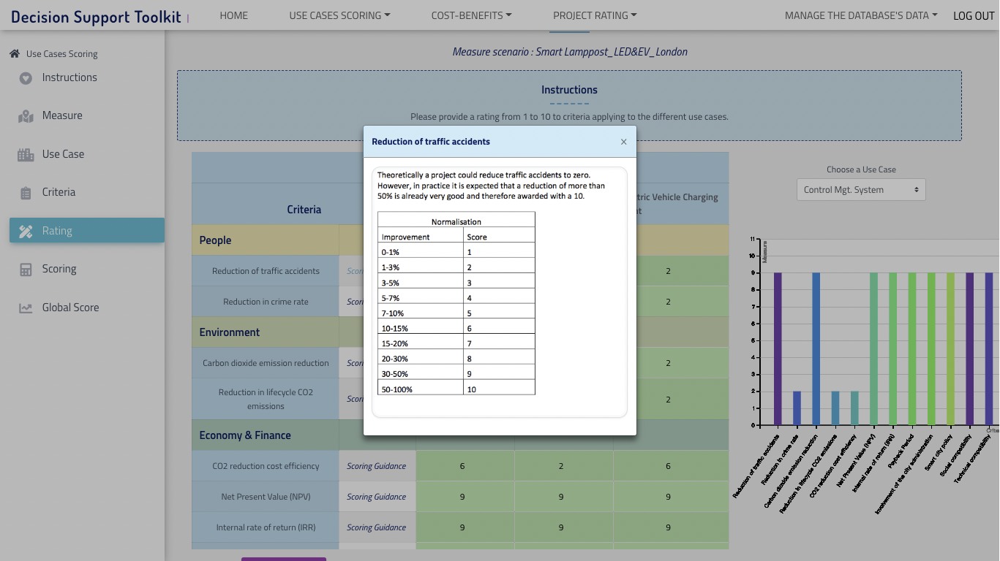 Decision Support Toolkit |
HOME
USE CASES SCORING
COST-BENEFITS
PROJECT RATING
MANAGE THE DATABASE'S DATA
LOG OUT
Use Cases Scoring
Instructions
Measure
Use Case
Criteria
Rating
Scoring
Global Score
Measure scenario : Smart Lamppost_LED&EV_London
Instructions
Please provide a rating from 1 to 10 to criteria applying to the different use cases.
Reduction of traffic accidents
×
Theoretically a project could reduce traffic accidents to zero.
However, in practice it is expected that a reduction of more than
50% is already very good and therefore awarded with a 10.
Normalisation
Improvement Score
0-1% 1
1-3% 2
3-5% 3
5-7% 4
7-10% 5
10-15% 6
15-20% 7
20-30% 8
30-50% 9
50-100% 10
Criteria
Vehicle Charging
People
Reduction of traffic accidents 2
Reduction in crime rate 2
Environment
Carbon dioxide emission reduction 2
Reduction in lifecycle CO2
emissions 2
Economy & Finance
CO2 reduction cost efficiency Scoring Guidance 6 2 6
Net Present Value (NPV) Scoring Guidance 9 9 9
Internal rate of return (IRR) Scoring Guidance 9 9 9
Choose a Use Case
Control Mgt. System
Measure
11
10
9
8
7
6
5
4
3
2
1
0
Reduction of traffic accidents
Reduction in crime rate
Carbon dioxide emission reduction
Reduction in lifecycle CO2 emissions
CO2 reduction cost efficiency
Net Present Value (NPV)
Internal rate of return (IRR)
Payback Period
Involvement of the city administration
Smart city policy
Social compatibility
Technical compatibility